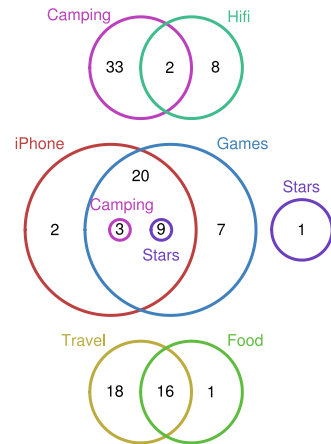 Camping Hifi
33 2 8
iPhone Games
20
Stars
Camping
2 3 9 7 1
Stars
Travel Food
18 16 1